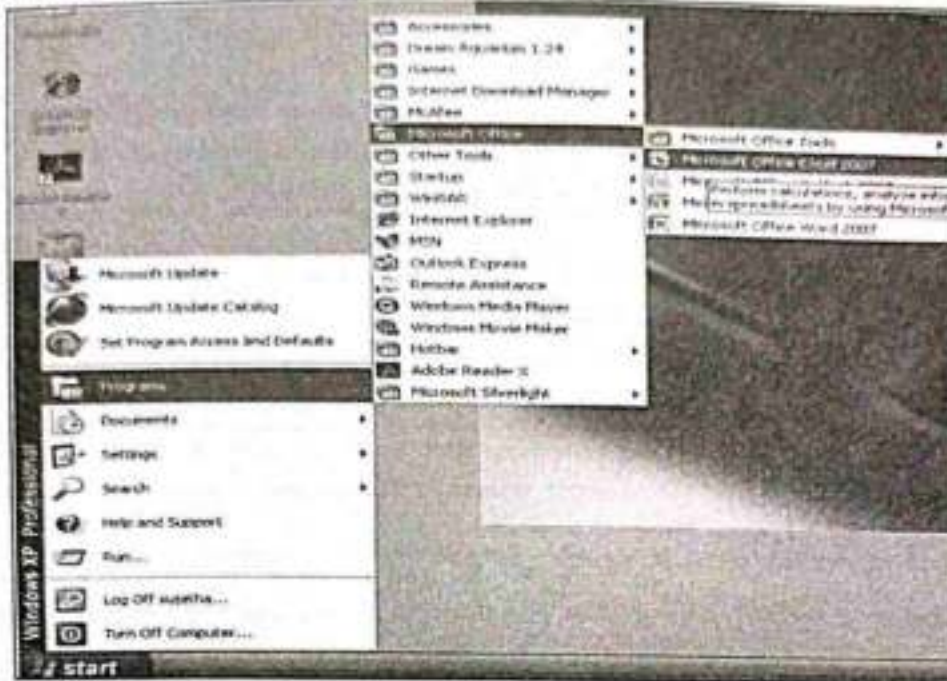 Accessories
Dream Aquarium 1.24
Games
Internet Download Manager
McAfee
Microsoft Office
Other Tools
Startup
WinRAR
Internet Explorer
MSN
Outlook Express
Remote Assistance
Windows Media Player
Windows Movie Maker
Hotbar
Adobe Reader X
Microsoft Silverlight
Microsoft Office Tools
Microsoft Office Excel 2007
Perform calculations, analyze
spreadsheets by using Microsoft
Microsoft Office Word 2007
Microsoft Update
Microsoft Update Catalog
Set Program Access and Defaults
Programs
Documents
Settings
Search
Help and Support
Run...
Log Off
Turn Off Computer...
Windows XP Professional
start